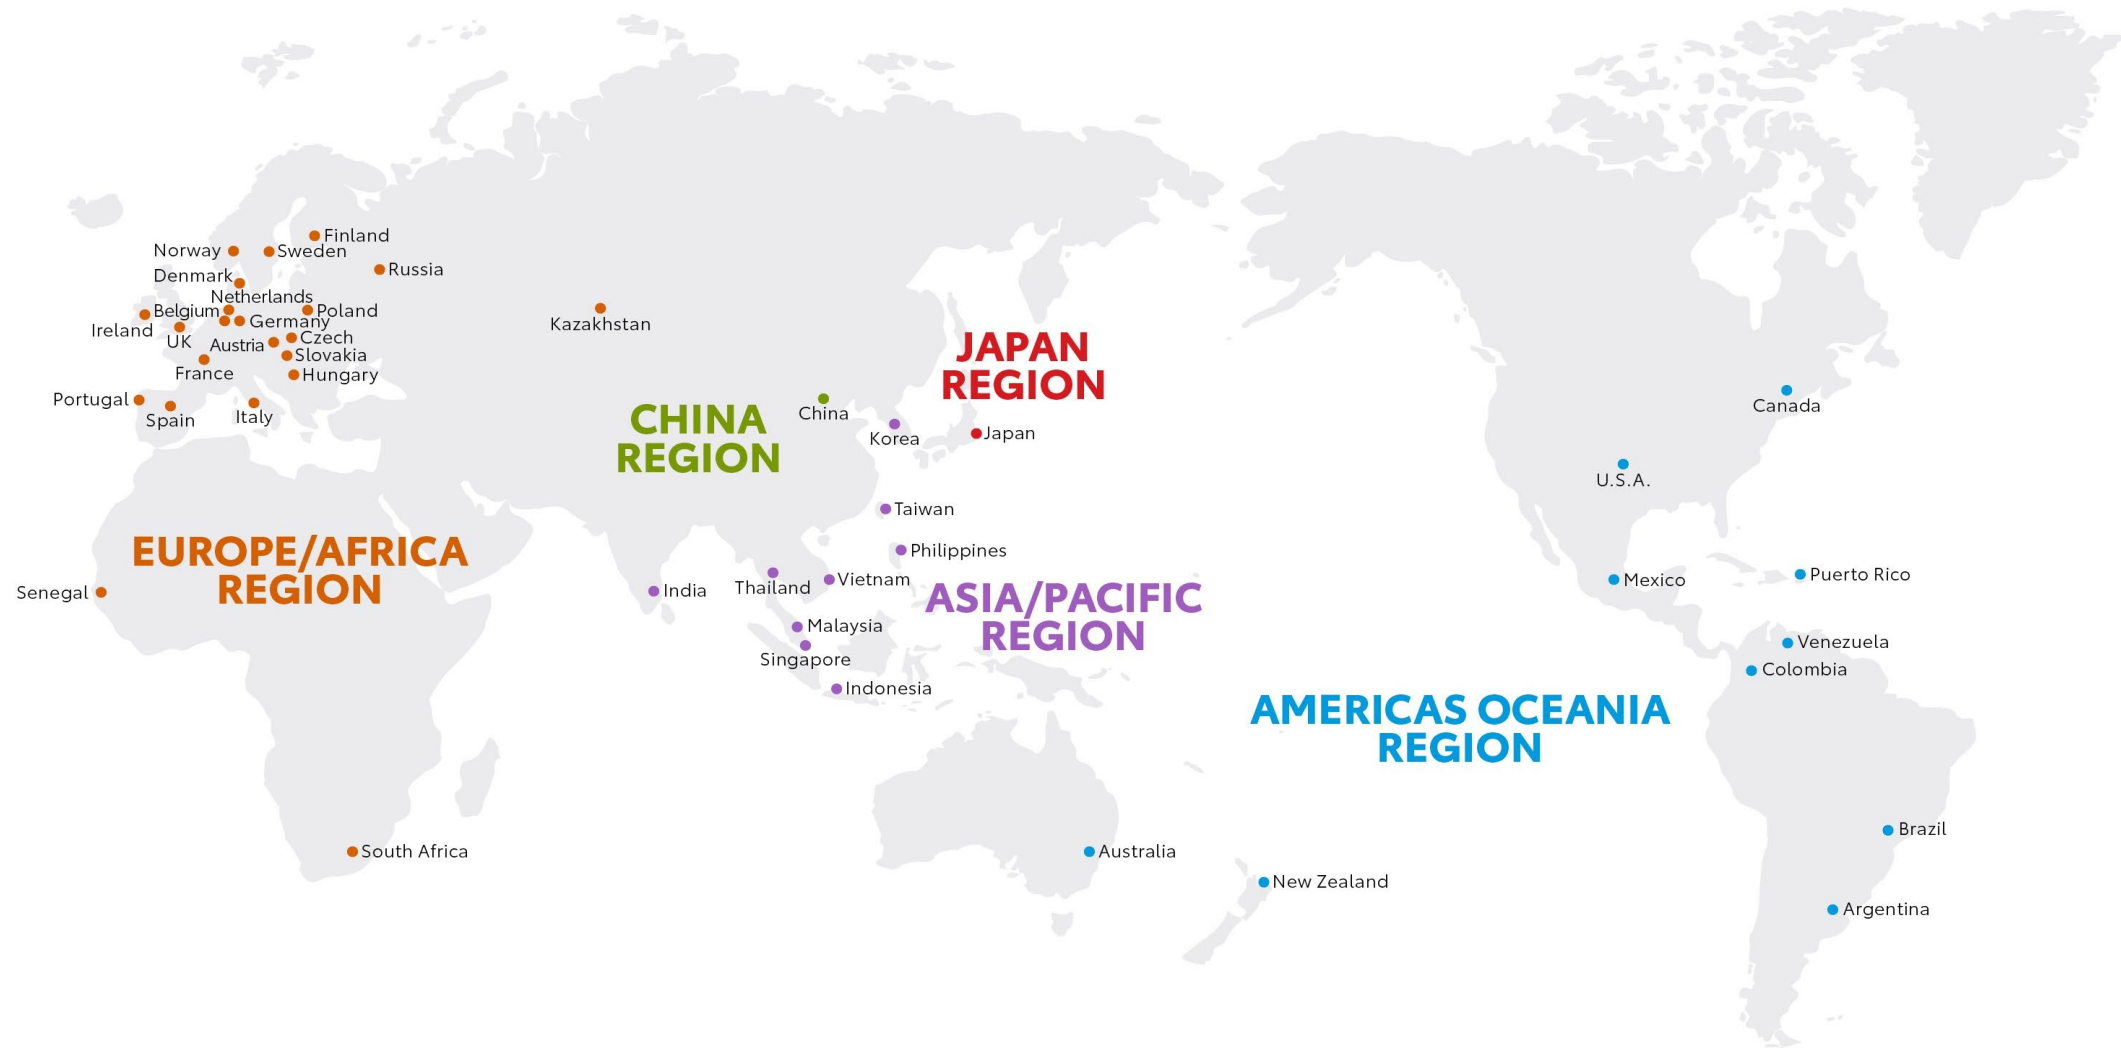 Finland
Norway
Sweden
Denmark
Russia
Netherlands
Belgium
Poland
Ireland
Germany
UK
Austria
Czech
Slovakia
France
Hungary
Portugal
Spain
Italy
Kazakhstan
EUROPE/AFRICA
REGION
Senegal
South Africa
CHINA
REGION
China
JAPAN
REGION
Japan
Korea
Taiwan
Philippines
India
Thailand
Vietnam
ASIA/PACIFIC
REGION
Malaysia
Singapore
Indonesia
AMERICAS OCEANIA
REGION
Australia
New Zealand
Canada
U.S.A.
Mexico
Puerto Rico
Venezuela
Colombia
Brazil
Argentina